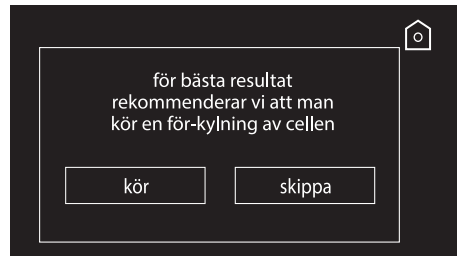 för bästa resultat
rekommenderar vi att man
kör en för-kylning av cellen
kör
skippa